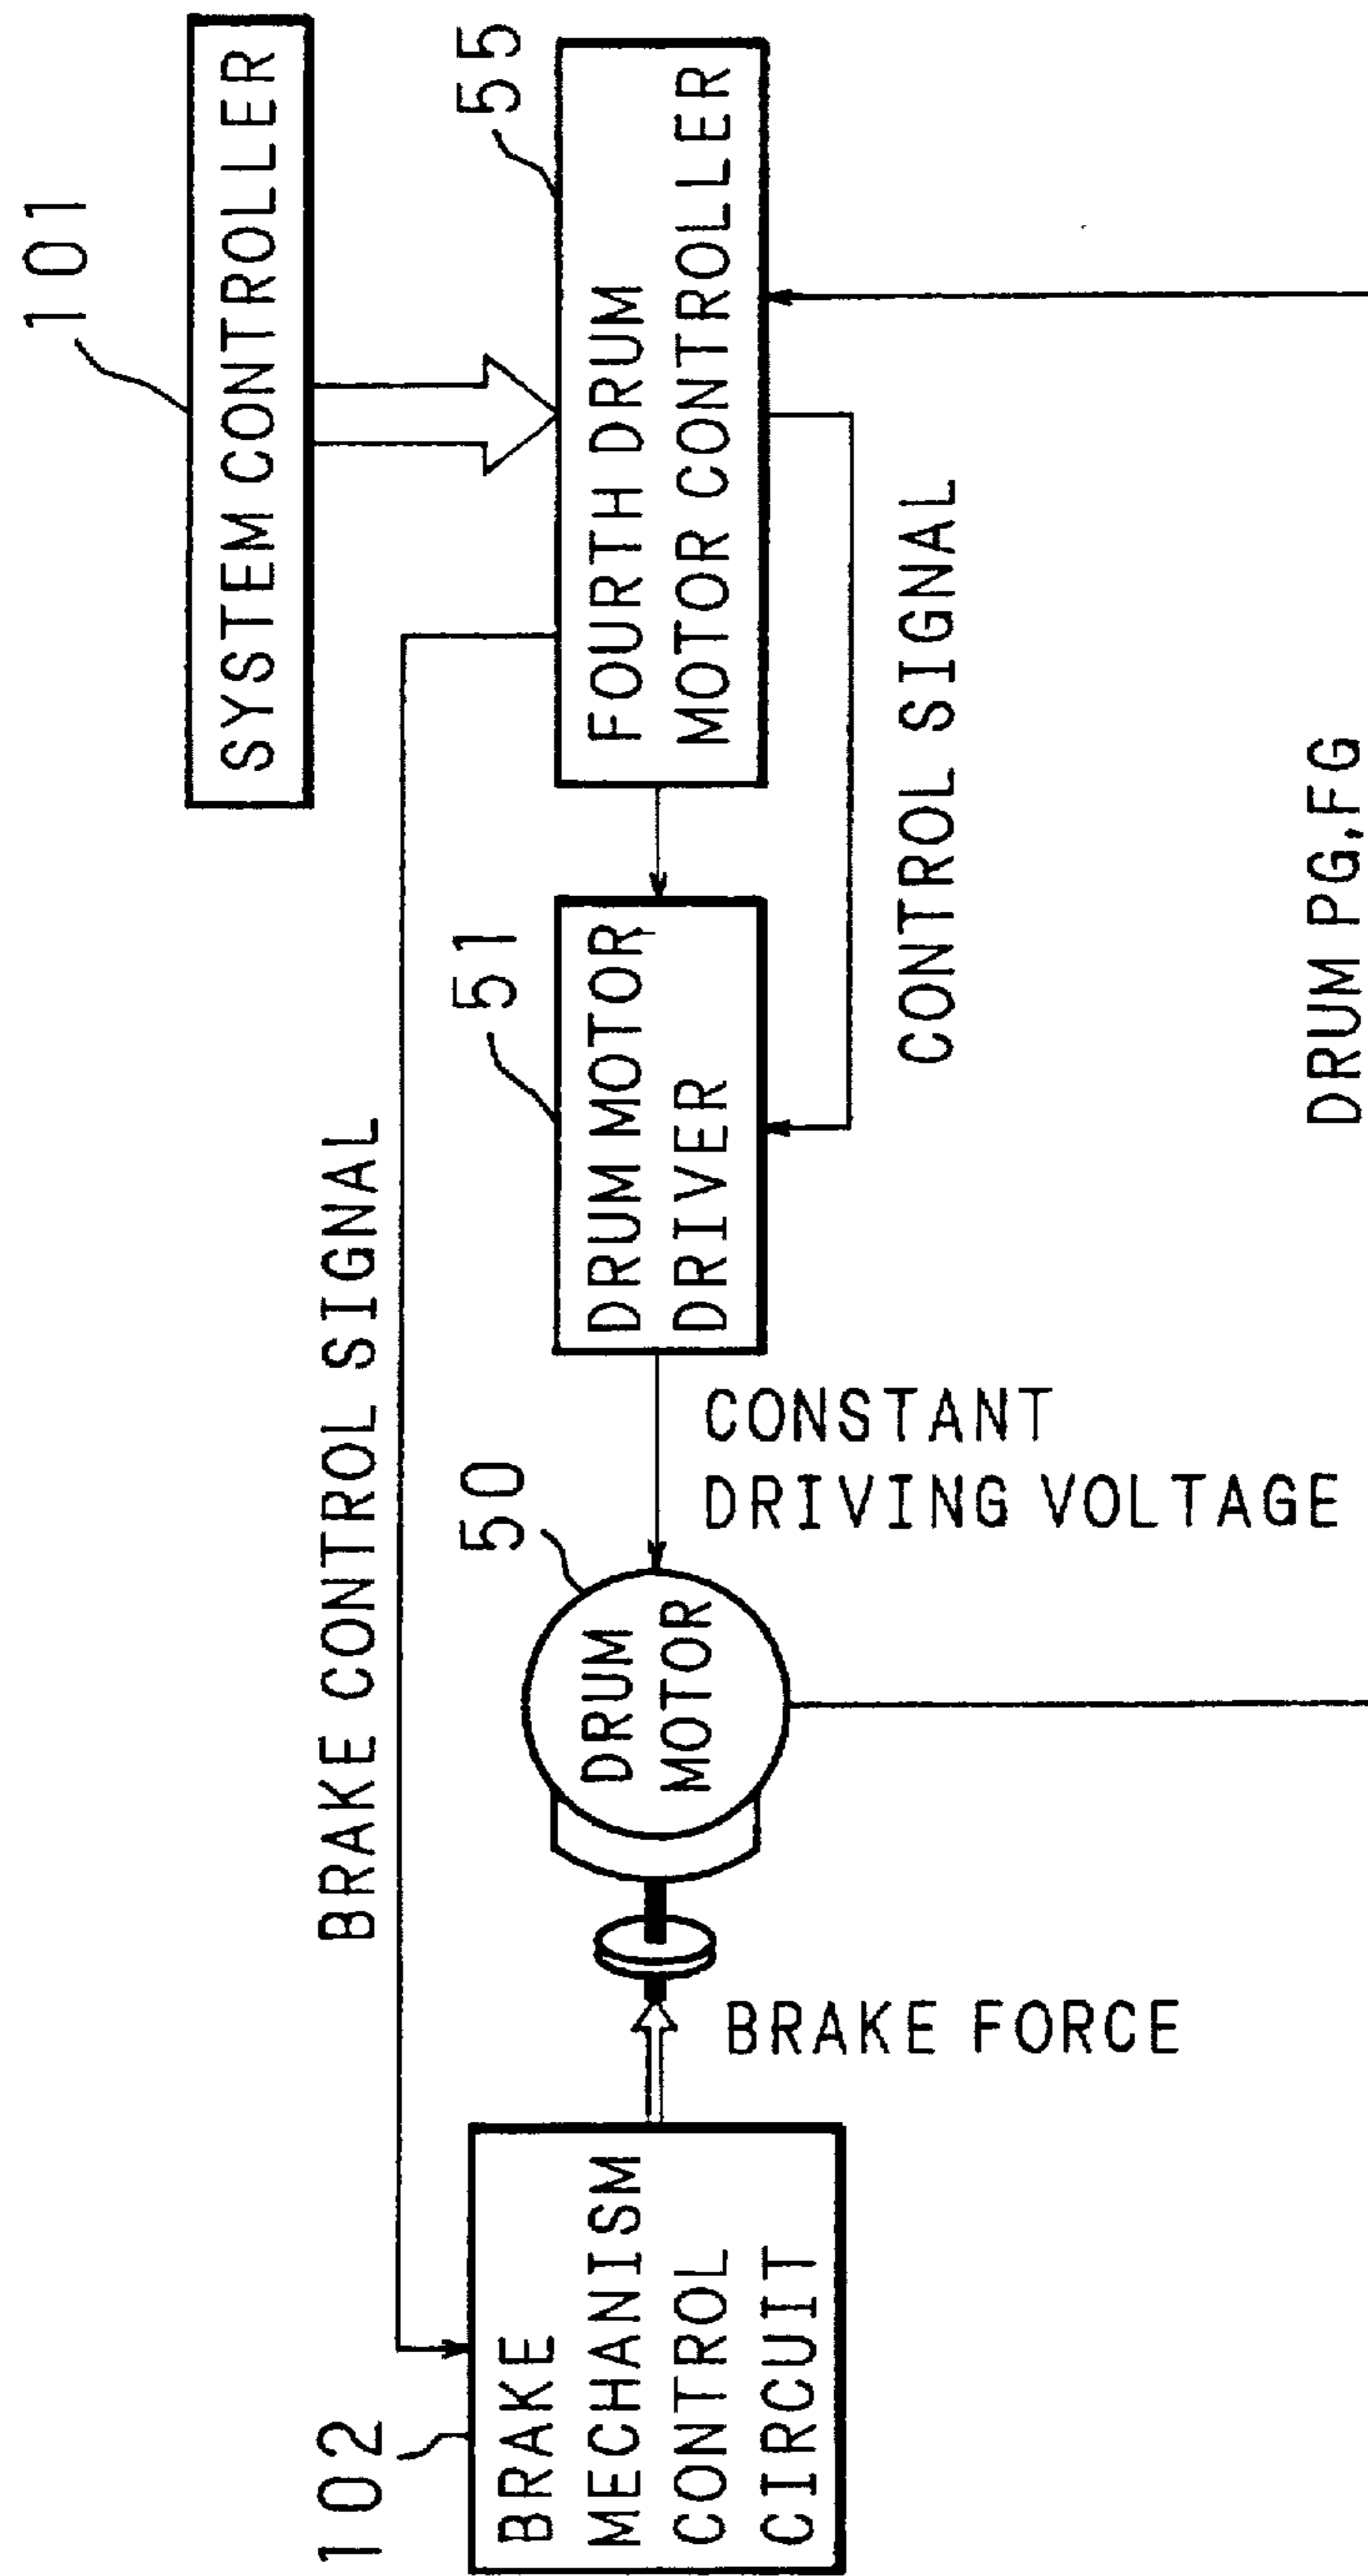 101
SYSTEM CONTROLLER
BRAKE CONTROL SIGNAL
102
BRAKE
MECHANISM
CONTROL
CIRCUIT
BRAKE FORCE
50
DRUM
MOTOR
CONSTANT
DRIVING VOLTAGE
51
DRUM MOTOR
DRIVER
55
FOURTH DRUM
MOTOR CONTROLLER
CONTROL SIGNAL
DRUM PG,FG